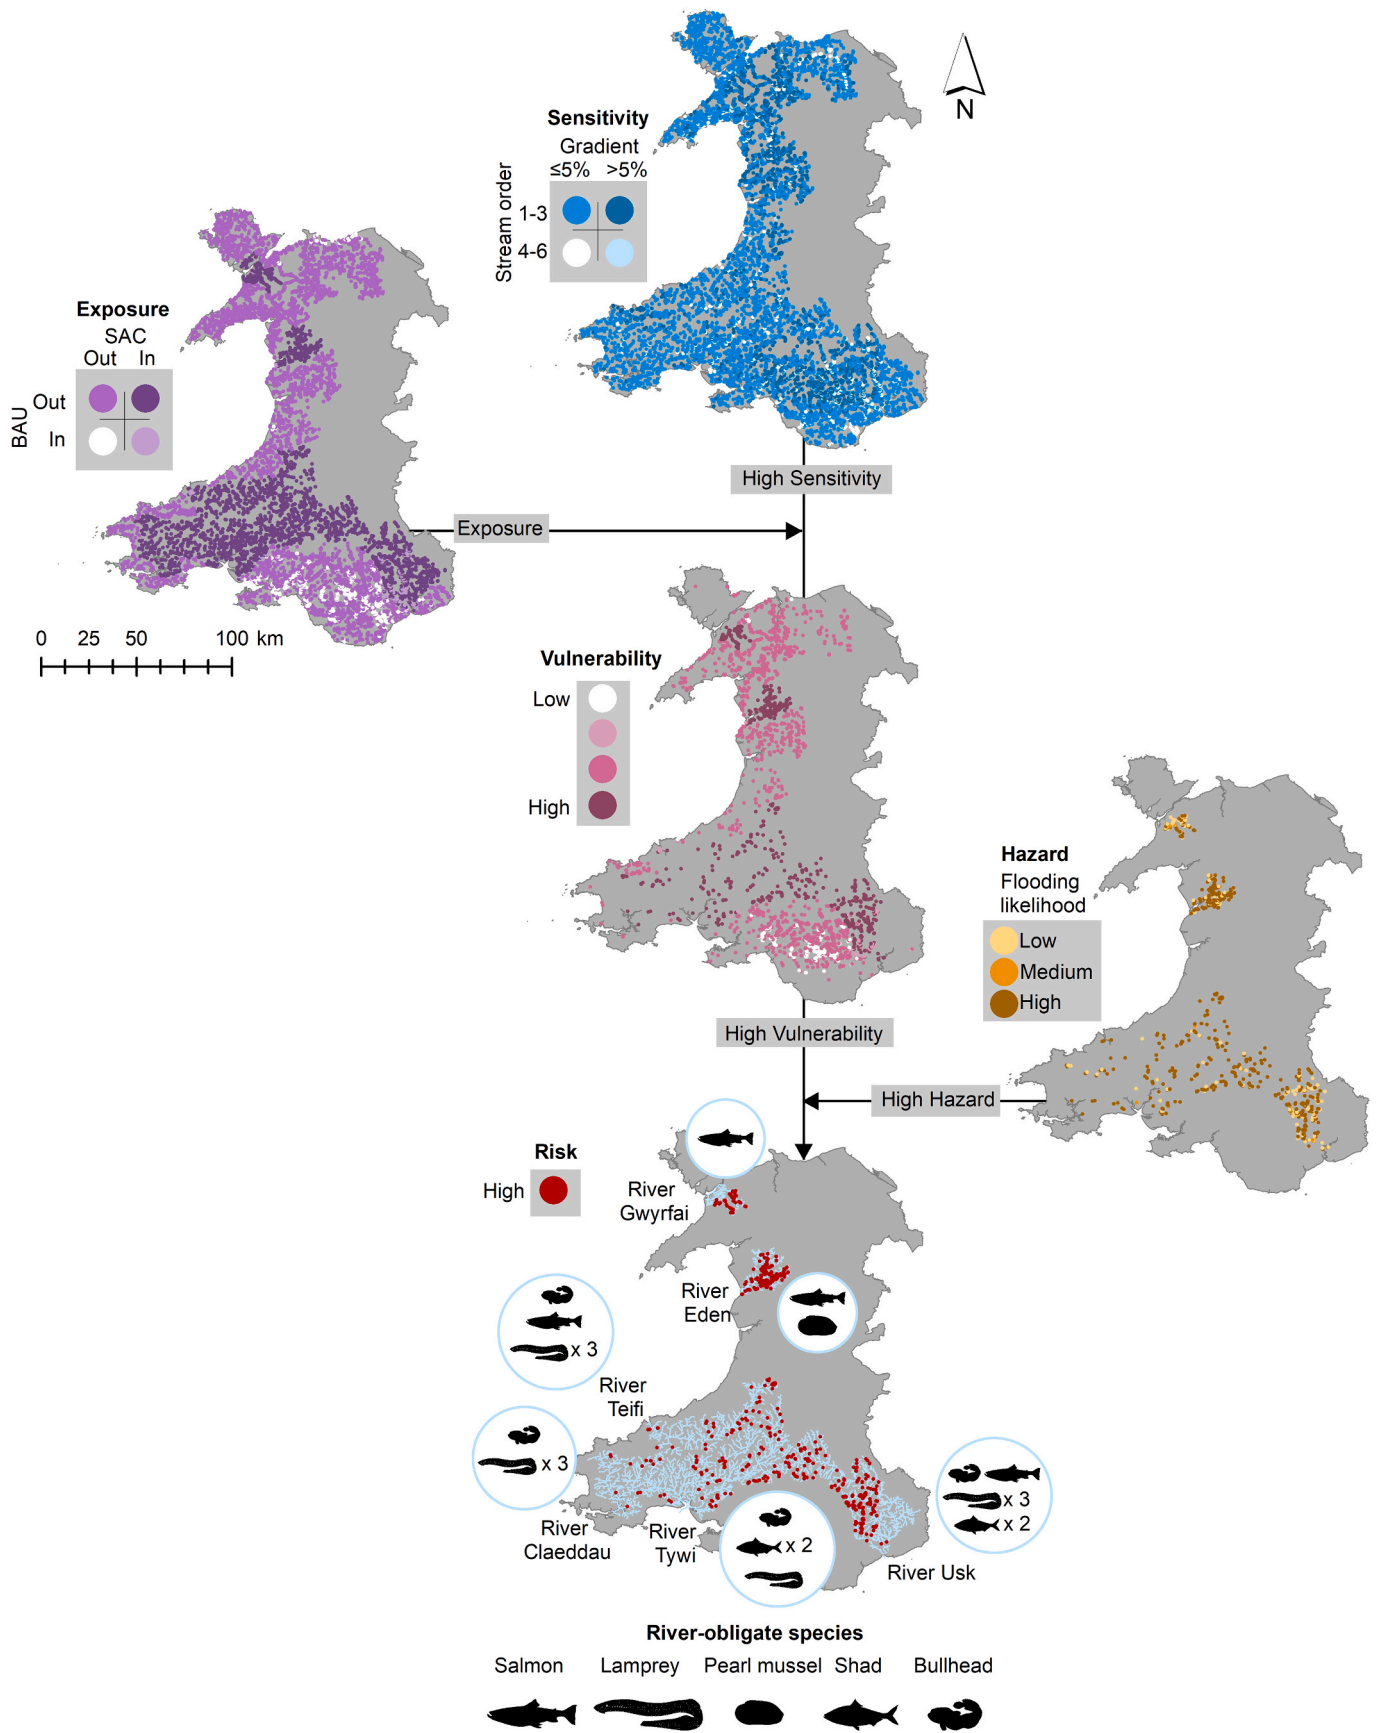 N
Sensitivity
Gradient
≤5% >5%
Stream order
1-3
4-6
Exposure
SAC
Out In
BAU
Out
In
High Sensitivity
Exposure
0 25 50 100 km
Vulnerability
Low
High
Hazard
Flooding
likelihood
Low
Medium
High
High Vulnerability
High Hazard
Risk
High
River
Gwyrfai
River
Eden
x 3
River
Teifi
x 3
x 3
x 2
x 2
River
Claeddau
River
Tywi
River Usk
River-obligate species
Salmon Lamprey Pearl mussel Shad Bullhead